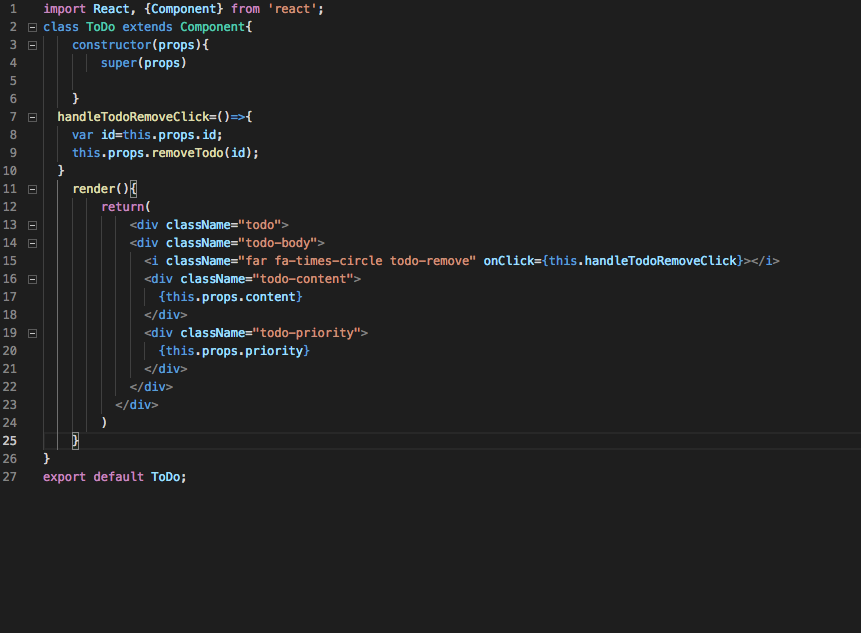 1 import React, {Component} from 'react';
2 class ToDo extends Component{
3     constructor(props){
4         super(props)
5
6     }
7   handleTodoRemoveClick=()=>{
8     var id=this.props.id;
9     this.props.removeTodo(id);
10   }
11     render(){
12         return(
13             <div className="todo">
14             <div className="todo-body">
15               <i className="far fa-times-circle todo-remove" onClick={this.handleTodoRemoveClick}></i>
16               <div className="todo-content">
17                 {this.props.content}
18               </div>
19               <div className="todo-priority">
20                 {this.props.priority}
21               </div>
22             </div>
23           </div>
24         )
25     }
26 }
27 export default ToDo;